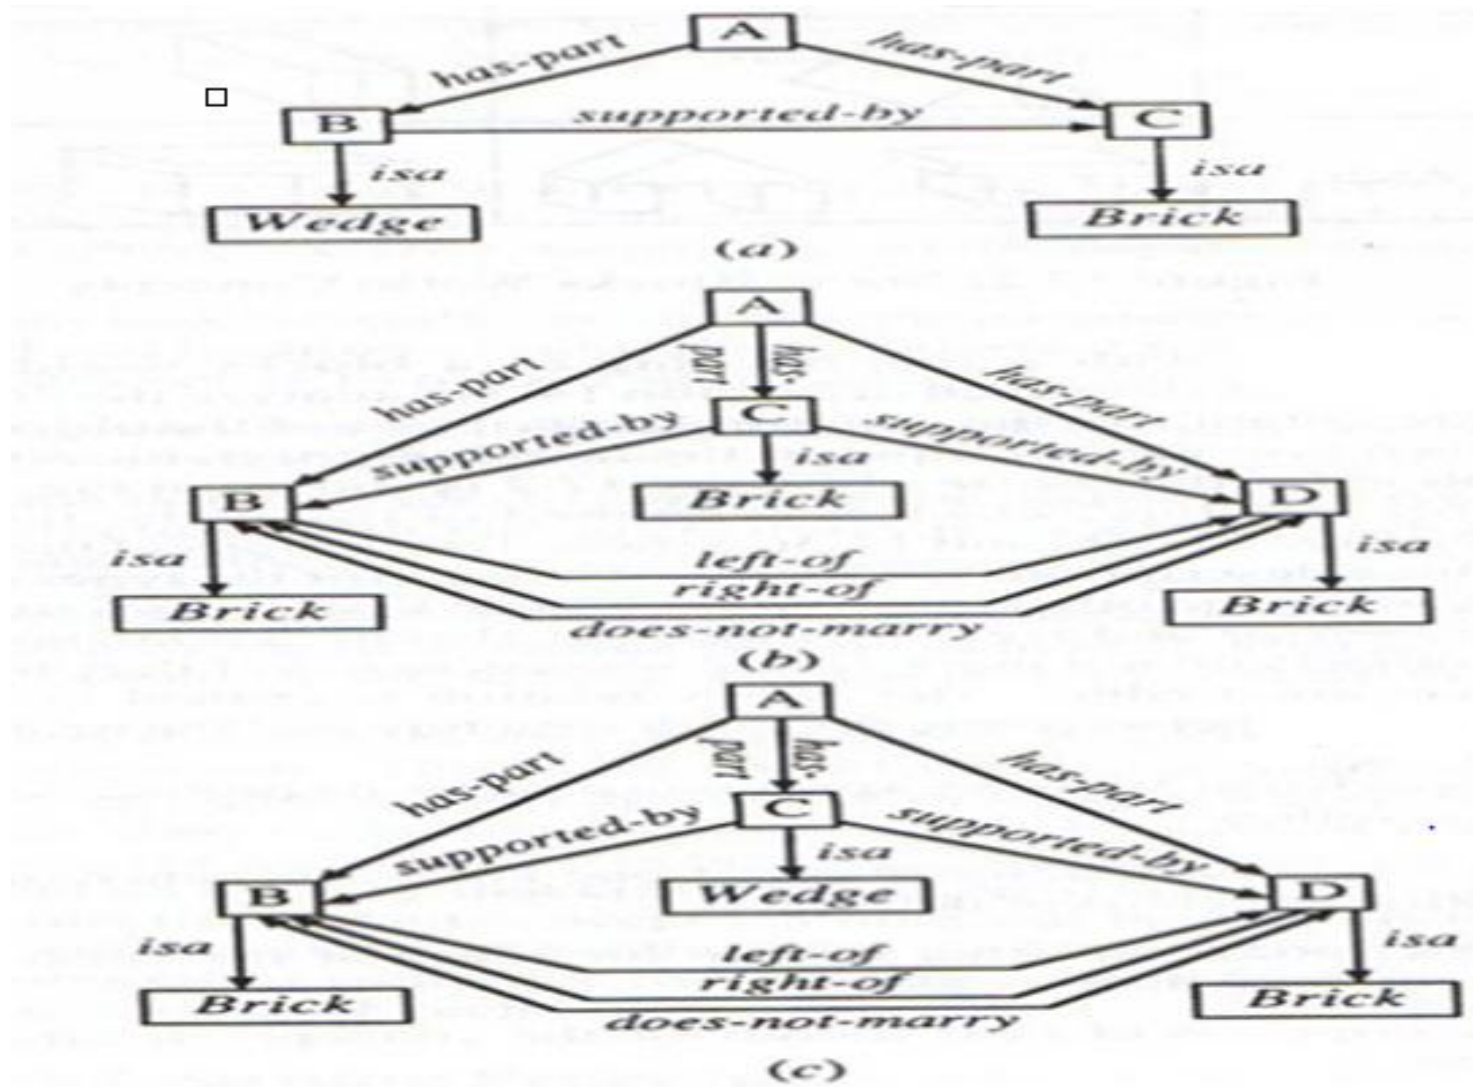 A
has-part
has-part
B
supported-by
C
isa
isa
Wedge
Brick
(a)
A
has-part
has-
part
has-part
C
supported-by
supported-by
isa
B
Brick
D
isa
left-of
isa
Brick
right-of
Brick
does-not-marry
(b)
A
has-part
has-
part
has-part
C
supported-by
supported-by
isa
B
Wedge
D
isa
left-of
isa
Brick
right-of
Brick
does-not-marry
(c)